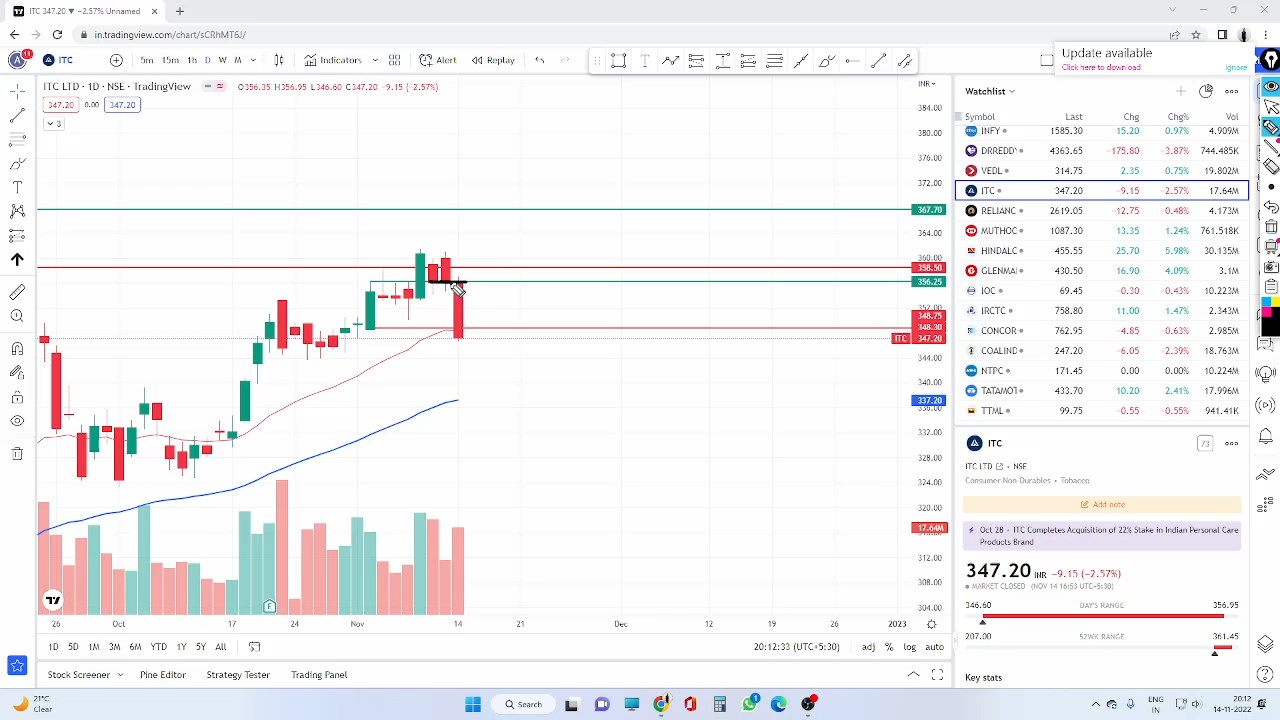 ITC 347.20 ▼ −2.57% Unnamed
in.tradingview.com/chart/sCRhMT6J/
Update available
Click here to download
Ignore
A 11 ITC 5m 15m 1h D W M Indicators Alert Replay
ITC LTD · 1D · NSE · TradingView O356.35 H356.95 L346.60 C347.20 −9.15 (−2.57%)
347.20 0.00 347.20
3
INR
384.00
380.00
376.00
372.00
367.70
364.00
360.00
358.50
356.25
352.00
348.75
348.30
ITC 347.20
344.00
340.00
337.20
336.00
332.00
328.00
324.00
320.00
17.64M
312.00
308.00
304.00
E
26 Oct 17 24 Nov 14 21 Dec 12 19 2023
1D 5D 1M 3M 6M YTD 1Y 5Y All 20:12:33 (UTC+5:30) adj % log auto
Stock Screener Pine Editor Strategy Tester Trading Panel
Watchlist
Symbol Last Chg Chg% Vol
INFY 1585.30 15.20 0.97% 4.909M
DRREDDY 4363.65 −175.80 −3.87% 744.485K
VEDL 314.75 2.35 0.75% 19.802M
ITC 347.20 −9.15 −2.57% 17.64M
RELIANC 2619.05 −12.75 −0.48% 4.173M
MUTHOO 1087.30 13.35 1.24% 761.518K
HINDALC 455.55 25.70 5.98% 30.135M
GLENMA 430.50 16.90 4.09% 3.1M
IOC 69.45 −0.30 −0.43% 10.223M
IRCTC 758.80 11.00 1.47% 2.343M
CONCOR 762.95 −4.85 −0.63% 2.985M
COALIND 247.20 −6.05 −2.39% 18.763M
NTPC 171.45 0.00 0.00% 10.224M
TATAMOT 433.70 10.20 2.41% 17.996M
TTML 99.75 −0.55 −0.55% 941.41K
ITC 73
ITC LTD · NSE
Consumer Non-Durables · Tobacco
Add note
Oct 28 · ITC Completes Acquisition of 22% Stake in Indian Personal Care
Products Brand
347.20 INR −9.15 (−2.57%)
MARKET CLOSED (NOV 14 16:53 UTC+5:30)
346.60 DAY'S RANGE 356.95
207.00 52WK RANGE 361.45
Key stats
21°C
Clear
Search
1
ENG
IN
20:12
14-11-2022